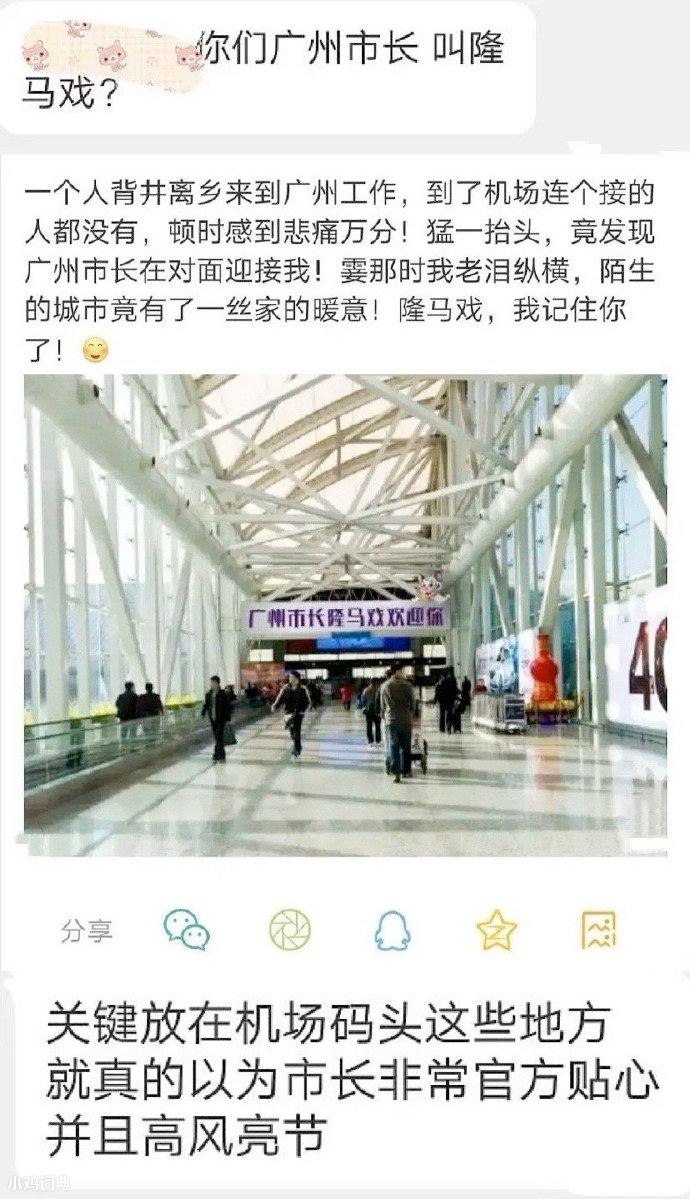 你们广州市长 叫隆
马戏？
一个人背井离乡来到广州工作，到了机场连个接的
人都没有，顿时感到悲痛万分！猛一抬头，竟发现
广州市长在对面迎接我！霎那时我老泪纵横，陌生
的城市竟有了一丝家的暖意！隆马戏，我记住你
了！😊
广州市长隆马戏欢迎你
40
分享
关键放在机场码头这些地方
就真的以为市长非常官方贴心
并且高风亮节
小鸡词典